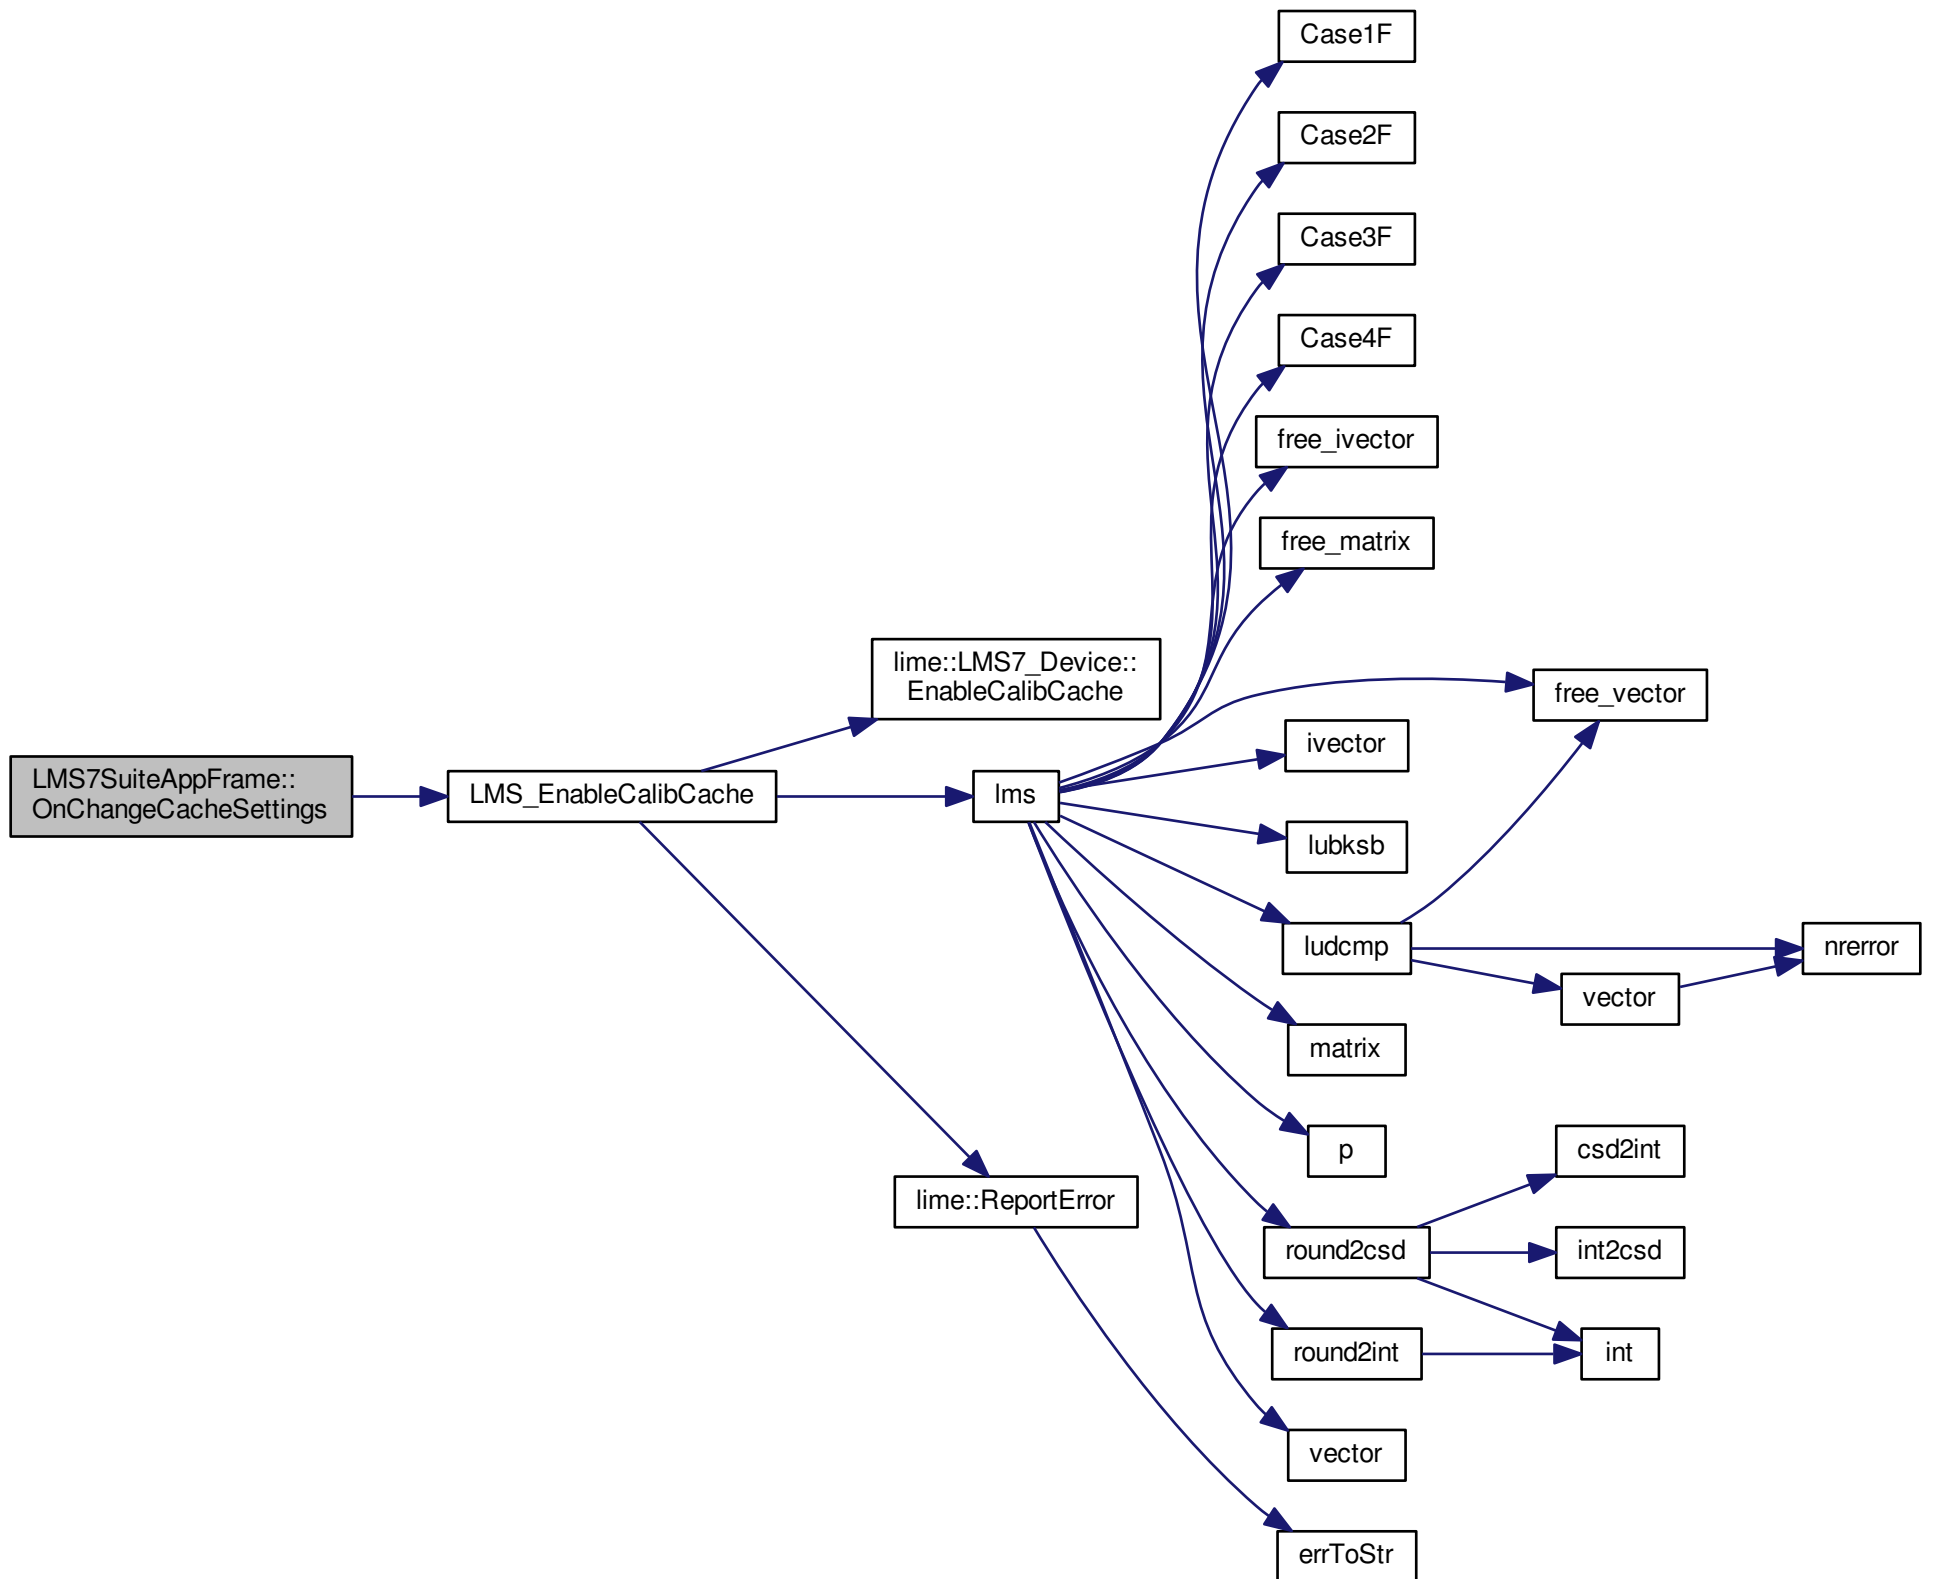 Case1F
Case2F
Case3F
Case4F
free_ivector
free_matrix
lime::LMS7_Device::
EnableCalibCache
free_vector
ivector
LMS7SuiteAppFrame::
OnChangeCacheSettings
LMS_EnableCalibCache
lms
lubksb
ludcmp
nrerror
vector
matrix
p
csd2int
lime::ReportError
round2csd
int2csd
round2int
int
vector
errToStr